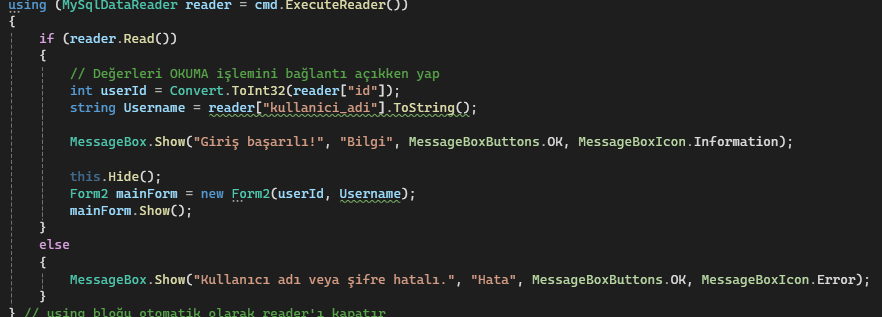 using (MySqlDataReader reader = cmd.ExecuteReader())
{
if (reader.Read())
{
// Değerleri OKUMA işlemini bağlantı açıkken yap
int userId = Convert.ToInt32(reader["id"]);
string Username = reader["kullanici_adi"].ToString();
MessageBox.Show("Giriş başarılı!", "Bilgi", MessageBoxButtons.OK, MessageBoxIcon.Information);
this.Hide();
Form2 mainForm = new Form2(userId, Username);
mainForm.Show();
}
else
{
MessageBox.Show("Kullanıcı adı veya şifre hatalı.", "Hata", MessageBoxButtons.OK, MessageBoxIcon.Error);
}
} // using bloğu otomatik olarak reader'ı kapatır